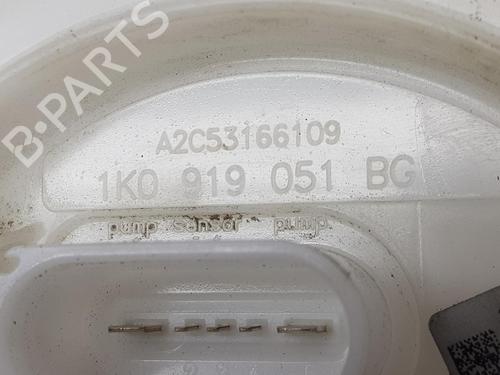 B-PARTS
A2C53166109
1K0 919 051 BG
pump sensor pump